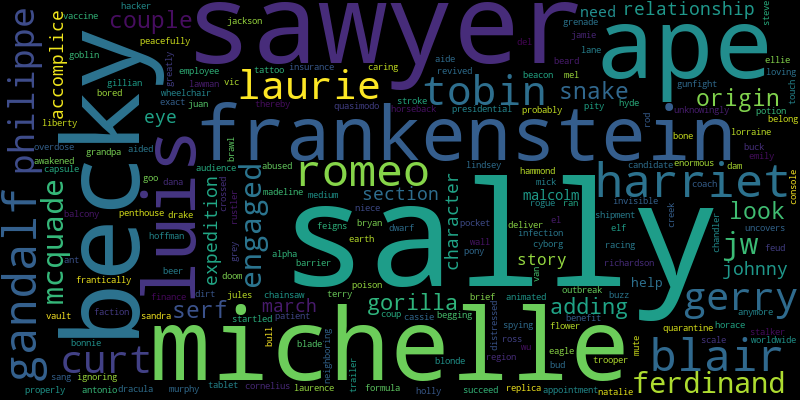 hacker
vaccine
couple
sawyer
ape
steve
jackson
need
relationship
peacefully
grenade
jamie
del
goblin
accomplice
philippe
becky
gillian
employee
tattoo
insurance
caring
aide
revived
beard
lane
beacon
mel
ellie
loving
touch
bored
wheelchair
vic
laurie
tobin
snake
lawman
gunfight
greatly
exact
juan
stroke
presidential
hyde
origin
liberty
quasimodo
horseback
probably
pity
unknowingly
belong
eye
thereby
potion
overdose
aided
brawl
frankenstein
rod
bone
lorraine
grandpa
awakened
luis
audience
abused
lindsey
hammond
candidate
enormous
buck
emily
capsule
goo
dana
crossed
romeo
mick
harriet
coach
dam
console
mcquade
engaged
madeline
medium
section
malcolm
rogue
ran
invisible
balcony
expedition
rustler
niece
pocket
character
el
shipment
creek
look
penthouse
drake
feigns
bryan
dwarf
deliver
elf
chandler
uncovers
gandalf
hoffman
grey
alpha
earth
wall
infection
racing
jw
feud
ant
beer
barrier
pony
cyborg
richardson
sally
story
van
johnny
frantically
doom
poison
outbreak
help
finance
dirt
jules
chainsaw
terry
gorilla
brief
animated
buzz
gerry
anymore
vault
sandra
serf
march
coup
cassie
begging
adding
benefit
quarantine
horace
faction
startled
patient
distressed
spying
flower
stalker
bonnie
curt
bull
blade
neighboring
michelle
ross
wu
eagle
mute
scale
worldwide
blonde
region
trooper
blair
sang
ignoring
murphy
trailer
bud
properly
dracula
tablet
cornelius
laurence
formula
succeed
appointment
ferdinand
antonio
holly
replica
natalie